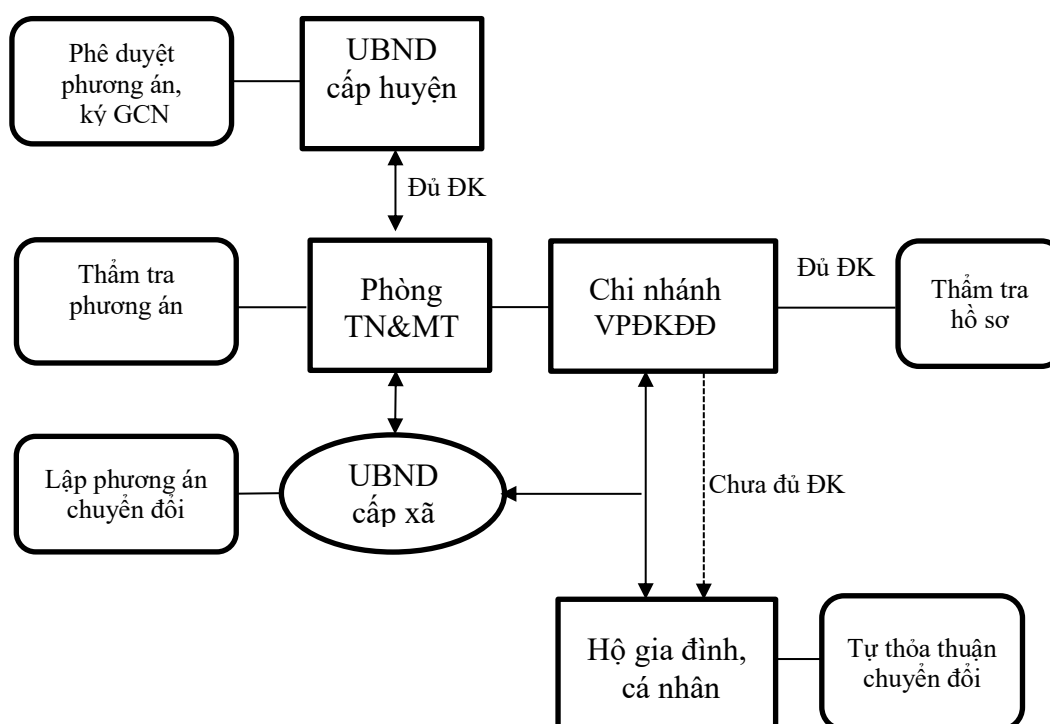 Phê duyệt
phương án,
ký GCN
UBND
cấp huyện
Đủ ĐK
Thẩm tra
phương án
Phòng
TN&MT
Chi nhánh
VPĐKĐĐ
Đủ ĐK
Thẩm tra
hồ sơ
Lập phương án
chuyển đổi
UBND
cấp xã
Chưa đủ ĐK
Hộ gia đình,
cá nhân
Tự thỏa thuận
chuyển đổi